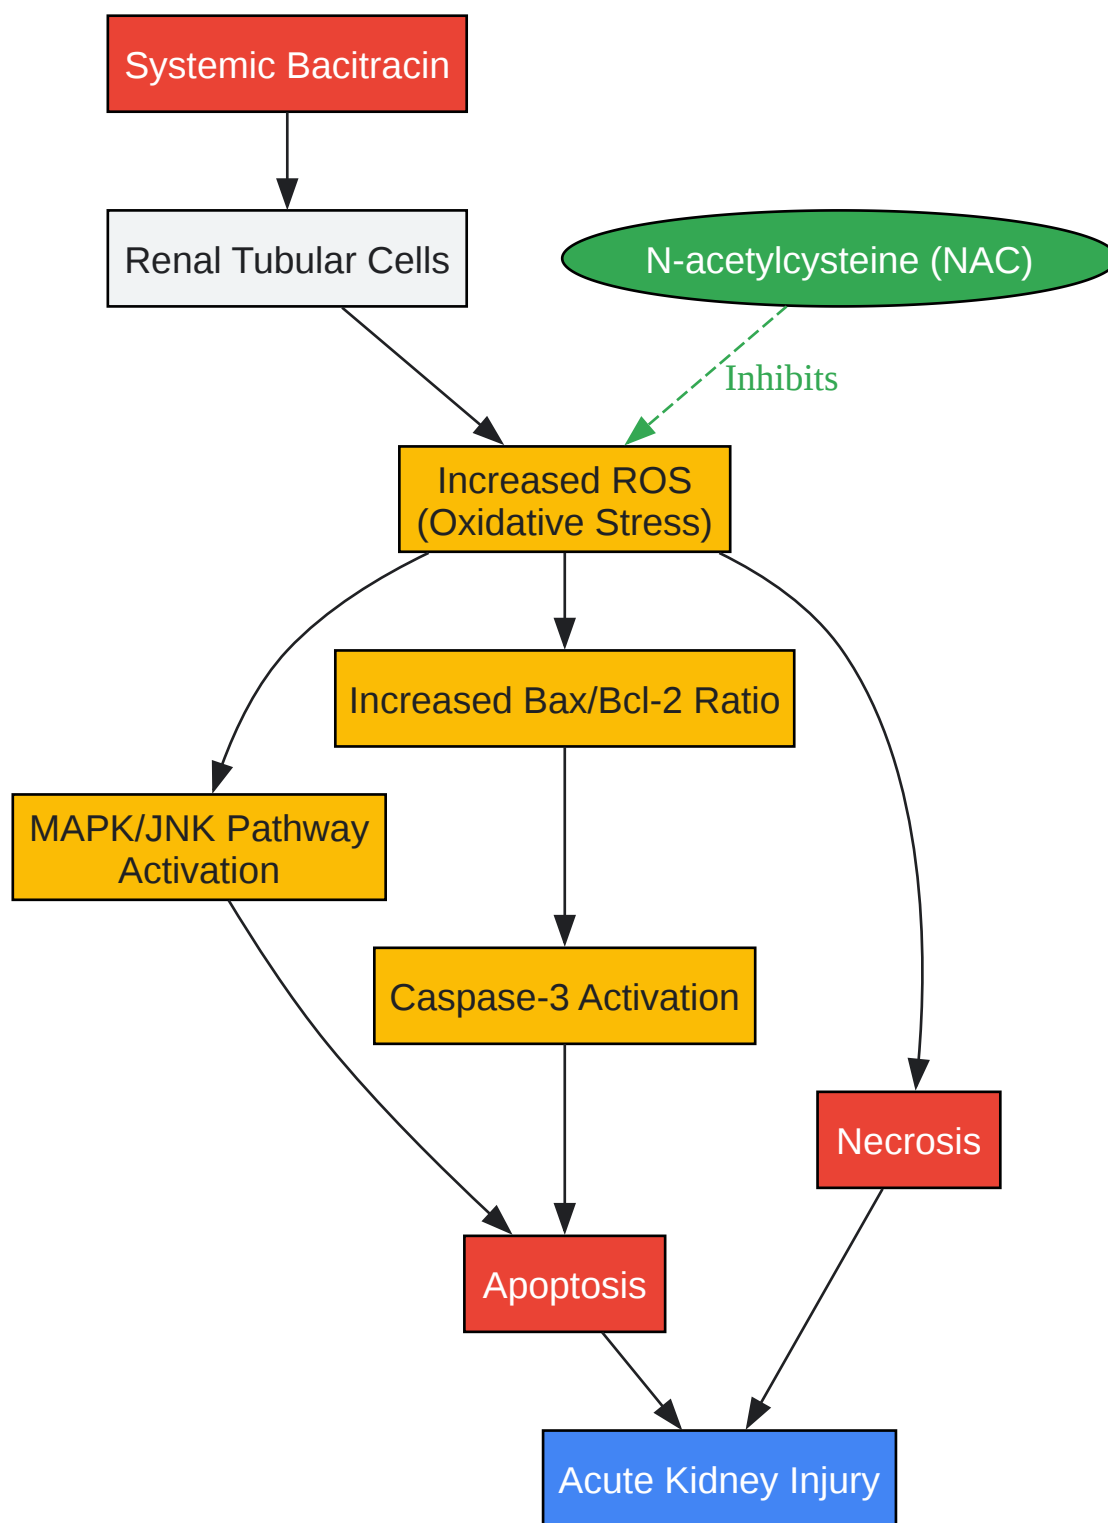 Systemic Bacitracin
Renal Tubular Cells
N-acetylcysteine (NAC)
Inhibits
Increased ROS
(Oxidative Stress)
Increased Bax/Bcl-2 Ratio
MAPK/JNK Pathway
Activation
Caspase-3 Activation
Necrosis
Apoptosis
Acute Kidney Injury